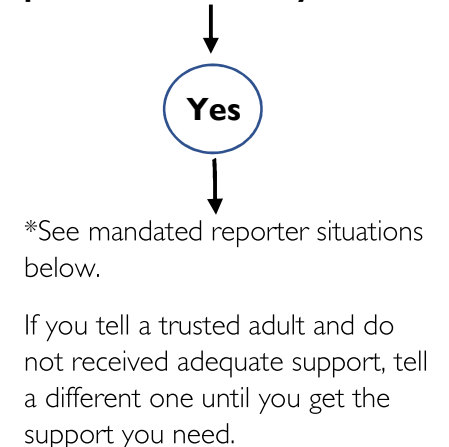 Yes
*See mandated reporter situations
below.
If you tell a trusted adult and do
not received adequate support, tell
a different one until you get the
support you need.